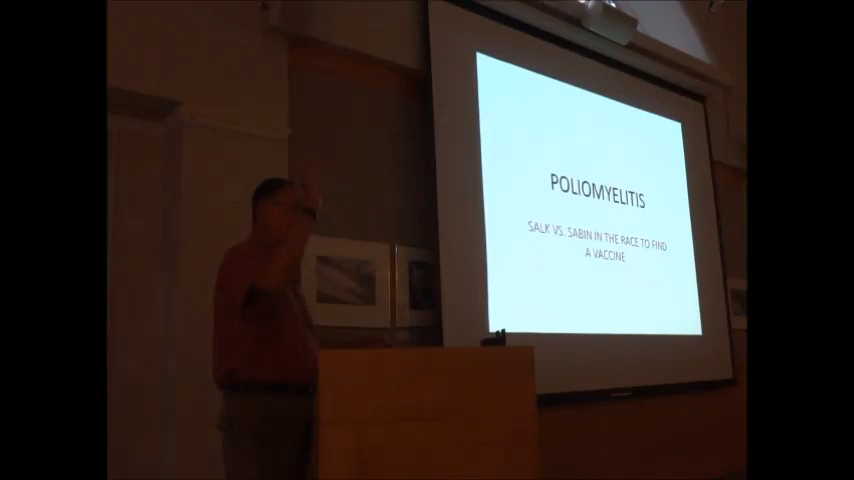 POLIOMYELITIS
SALK VS. SABIN IN THE RACE TO FIND
A VACCINE